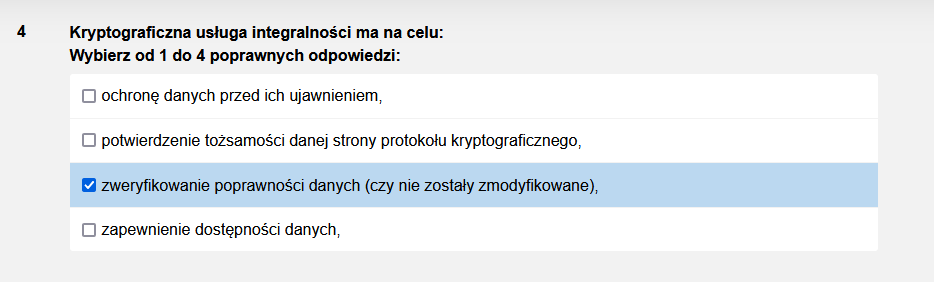 4
Kryptograficzna usługa integralności ma na celu:
Wybierz od 1 do 4 poprawnych odpowiedzi:
ochronę danych przed ich ujawnieniem,
potwierdzenie tożsamości danej strony protokołu kryptograficznego,
zweryfikowanie poprawności danych (czy nie zostały zmodyfikowane),
zapewnienie dostępności danych,